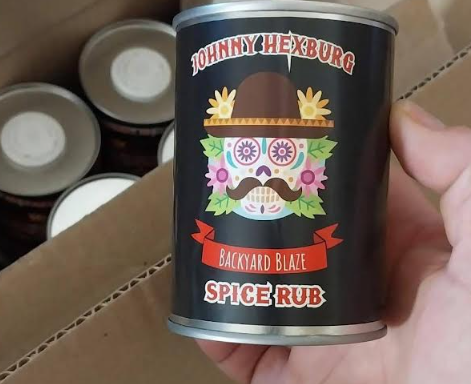 JOHNNY HEXBURG
BACKYARD BLAZE
SPICE RUB